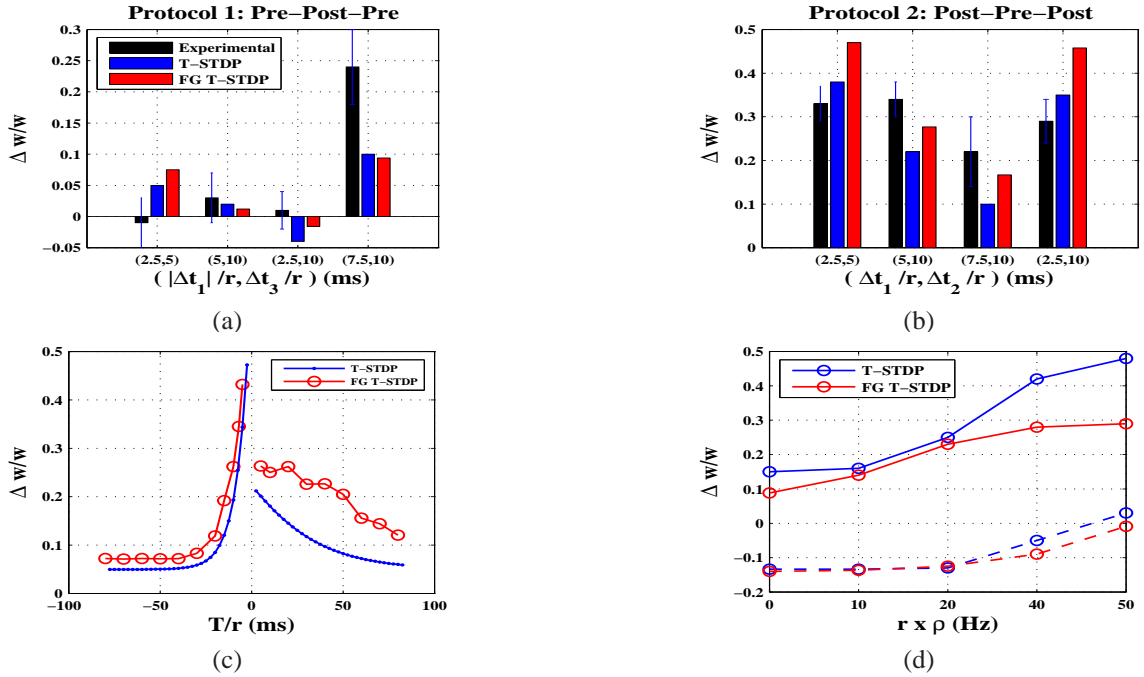 Protocol 1: Pre−Post−Pre
0.3
0.25
0.2
0.15
0.1
0.05
0
−0.05
Δ w/w
Experimental
T−STDP
FG T−STDP
(2.5,5) (5,10) (2.5,10) (7.5,10)
( |Δt_1| /r, Δt_3 /r ) (ms)
(a)
Protocol 2: Post−Pre−Post
0.5
0.4
0.3
0.2
0.1
0
Δ w/w
(2.5,5) (5,10) (7.5,10) (2.5,10)
( Δt_1 /r, Δt_2 /r ) (ms)
(b)
0.5
0.4
0.3
0.2
0.1
0
Δ w/w
T−STDP
FG T−STDP
−100 −50 0 50 100
T/r (ms)
(c)
0.5
0.4
0.3
0.2
0.1
0
−0.1
−0.2
Δ w/w
T−STDP
FG T−STDP
0 10 20 40 50
r x ρ (Hz)
(d)